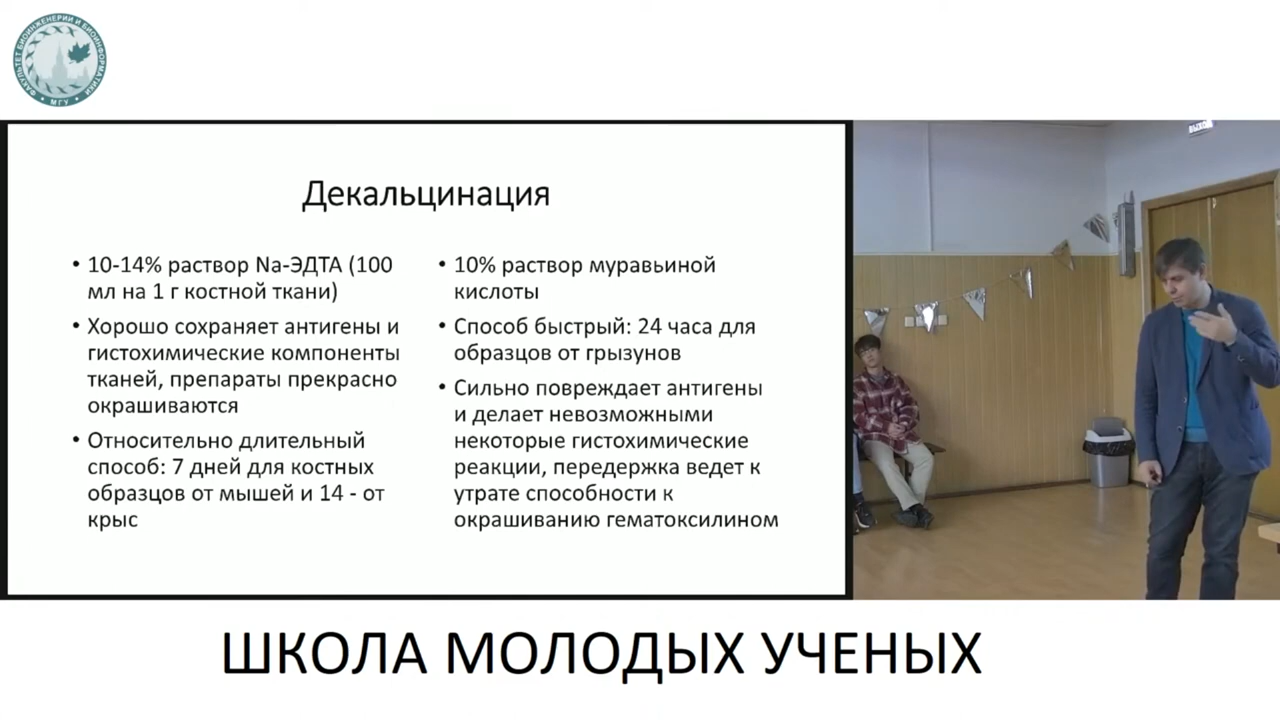 ФАКУЛЬТЕТ БИОИНЖЕНЕРИИ И БИОИНФОРМАТИКИ
МГУ
Декальцинация
• 10-14% раствор Na-ЭДТА (100
мл на 1 г костной ткани)
• Хорошо сохраняет антигены и
гистохимические компоненты
тканей, препараты прекрасно
окрашиваются
• Относительно длительный
способ: 7 дней для костных
образцов от мышей и 14 - от
крыс
• 10% раствор муравьиной
кислоты
• Способ быстрый: 24 часа для
образцов от грызунов
• Сильно повреждает антигены
и делает невозможными
некоторые гистохимические
реакции, передержка ведет к
утрате способности к
окрашиванию гематоксилином
ШКОЛА МОЛОДЫХ УЧЕНЫХ